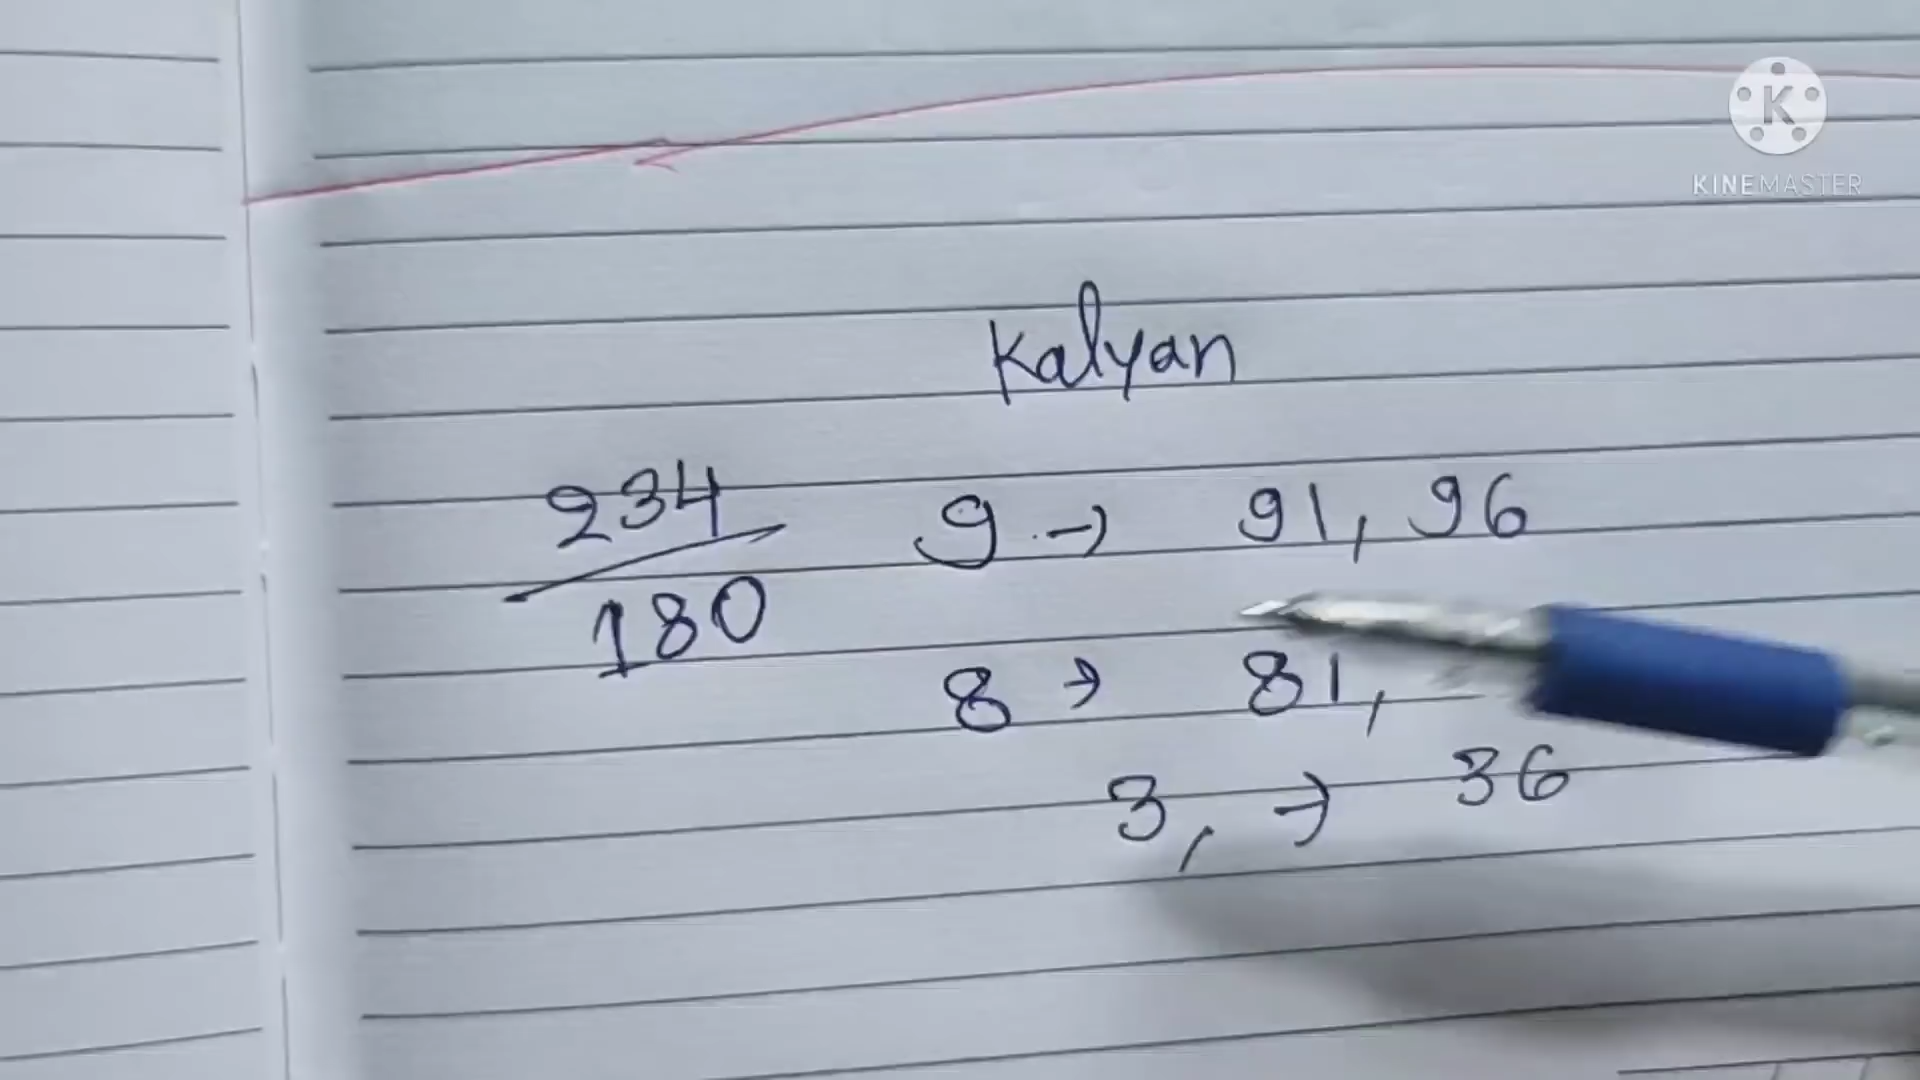 KINEMASTER
Kalyan
234 9 → 91, 96
180
8 → 81,
3, → 36